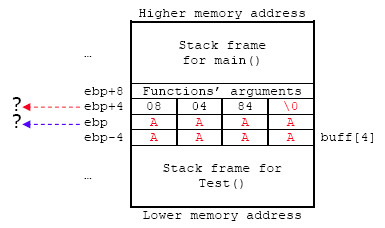 Higher memory address
Stack frame
for main()
…
ebp+8 Functions’ arguments
? ebp+4 08 04 84 \0
? ebp A A A A
ebp-4 A A A A buff[4]
Stack frame for
… Test()
Lower memory address